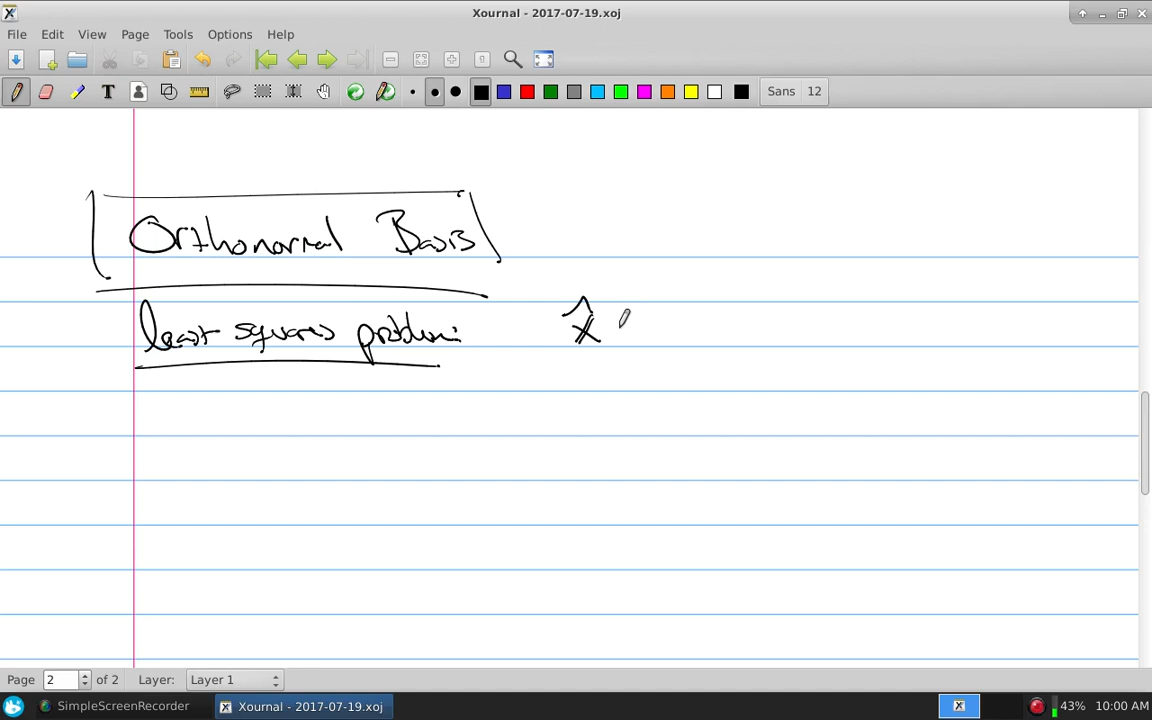 Xournal - 2017-07-19.xoj
File Edit View Page Tools Options Help
T Sans 12
Orthonormal Basis
least squares problem: x̂
Page 2 of 2 Layer: Layer 1
SimpleScreenRecorder Xournal - 2017-07-19.xoj 43% 10:00 AM